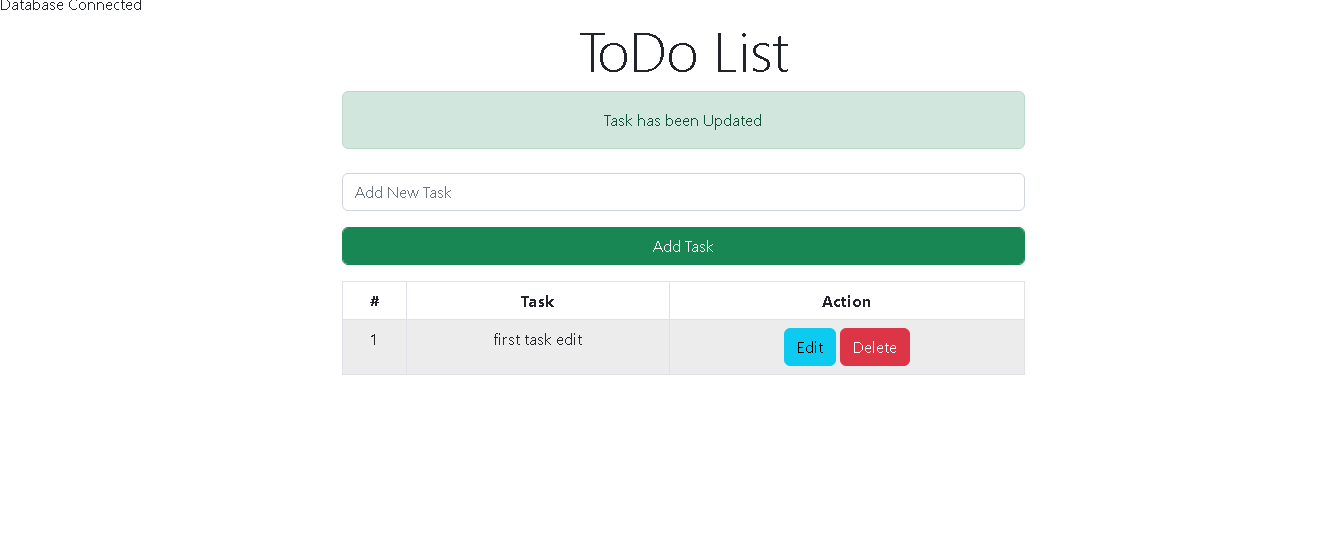 Database Connected
ToDo List
Task has been Updated
Add New Task
Add Task
# Task Action
1 first task edit Edit Delete